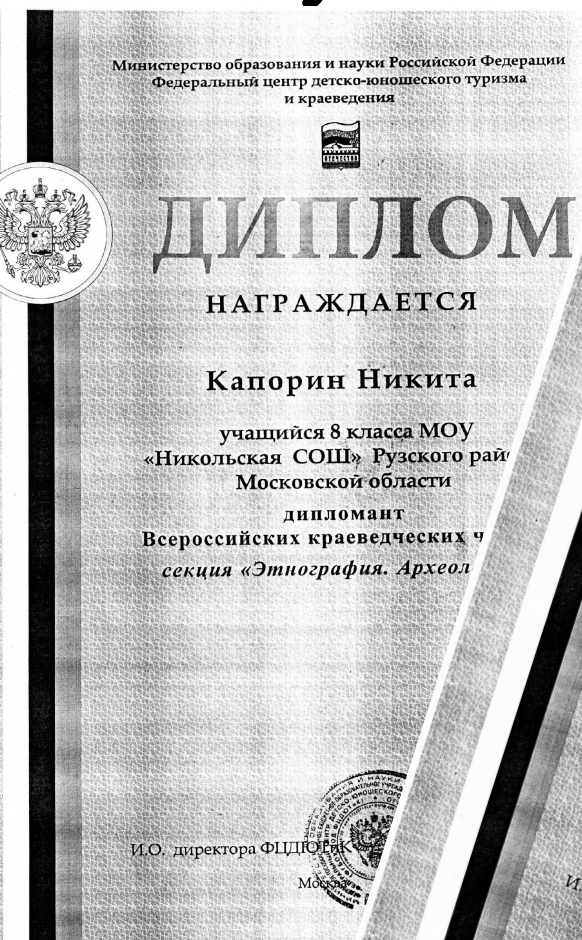 Министерство образования и науки Российской Федерации
Федеральный центр детско-юношеского туризма
и краеведения
ОТЕЧЕСТВО
ДИПЛОМ
НАГРАЖДАЕТСЯ
Капорин Никита
учащийся 8 класса МОУ
«Никольская СОШ» Рузского рай
Московской области
дипломант
Всероссийских краеведческих ч
секция «Этнография. Археол
И.О. директора ФЦДЮТиК
Москва
И